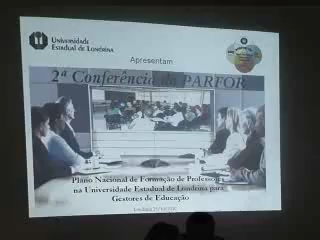 UNIVERSIDADE
ESTADUAL DE LONDRINA
Apresentam
2ª Conferência do PARFOR
Plano Nacional de Formação de Professores
na Universidade Estadual de Londrina para
Gestores de Educação